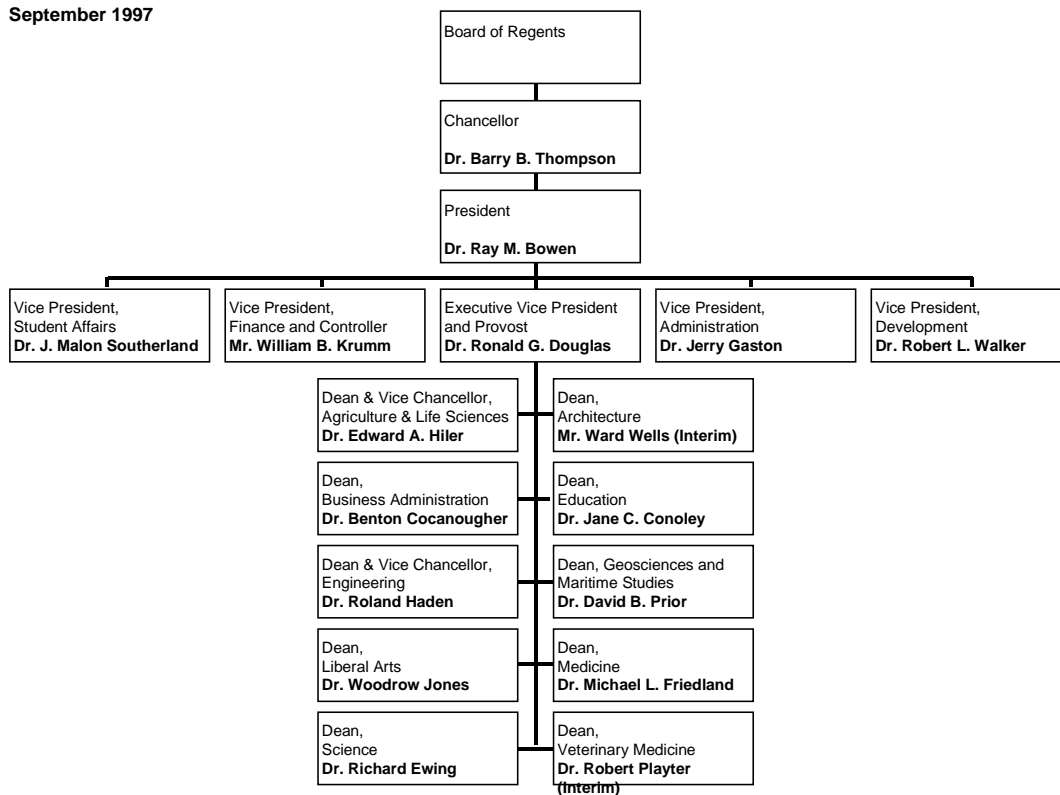 September 1997
Board of Regents
Chancellor
Dr. Barry B. Thompson
President
Dr. Ray M. Bowen
Vice President,
Student Affairs
Dr. J. Malon Southerland
Vice President,
Finance and Controller
Mr. William B. Krumm
Executive Vice President
and Provost
Dr. Ronald G. Douglas
Vice President,
Administration
Dr. Jerry Gaston
Vice President,
Development
Dr. Robert L. Walker
Dean & Vice Chancellor,
Agriculture & Life Sciences
Dr. Edward A. Hiler
Dean,
Architecture
Mr. Ward Wells (Interim)
Dean,
Business Administration
Dr. Benton Cocanougher
Dean,
Education
Dr. Jane C. Conoley
Dean & Vice Chancellor,
Engineering
Dr. Roland Haden
Dean, Geosciences and
Maritime Studies
Dr. David B. Prior
Dean,
Liberal Arts
Dr. Woodrow Jones
Dean,
Medicine
Dr. Michael L. Friedland
Dean,
Science
Dr. Richard Ewing
Dean,
Veterinary Medicine
Dr. Robert Playter
(Interim)